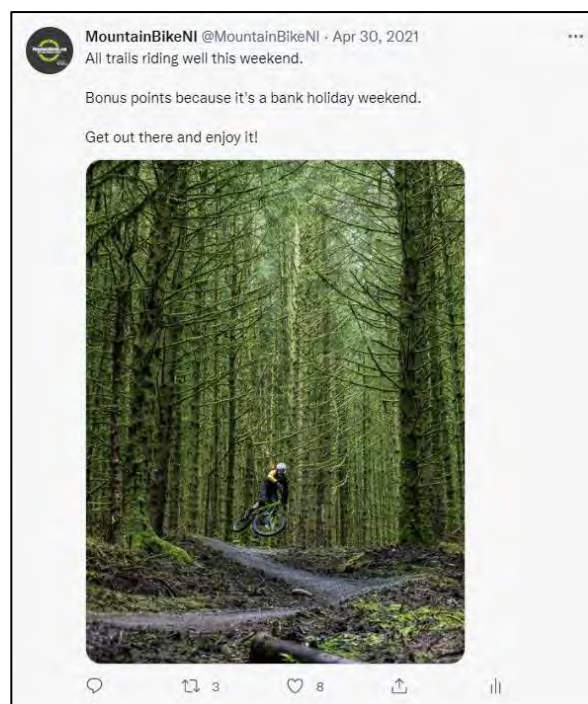 MountainBikeNI @MountainBikeNI · Apr 30, 2021
All trails riding well this weekend.
Bonus points because it's a bank holiday weekend.
Get out there and enjoy it!
3 8